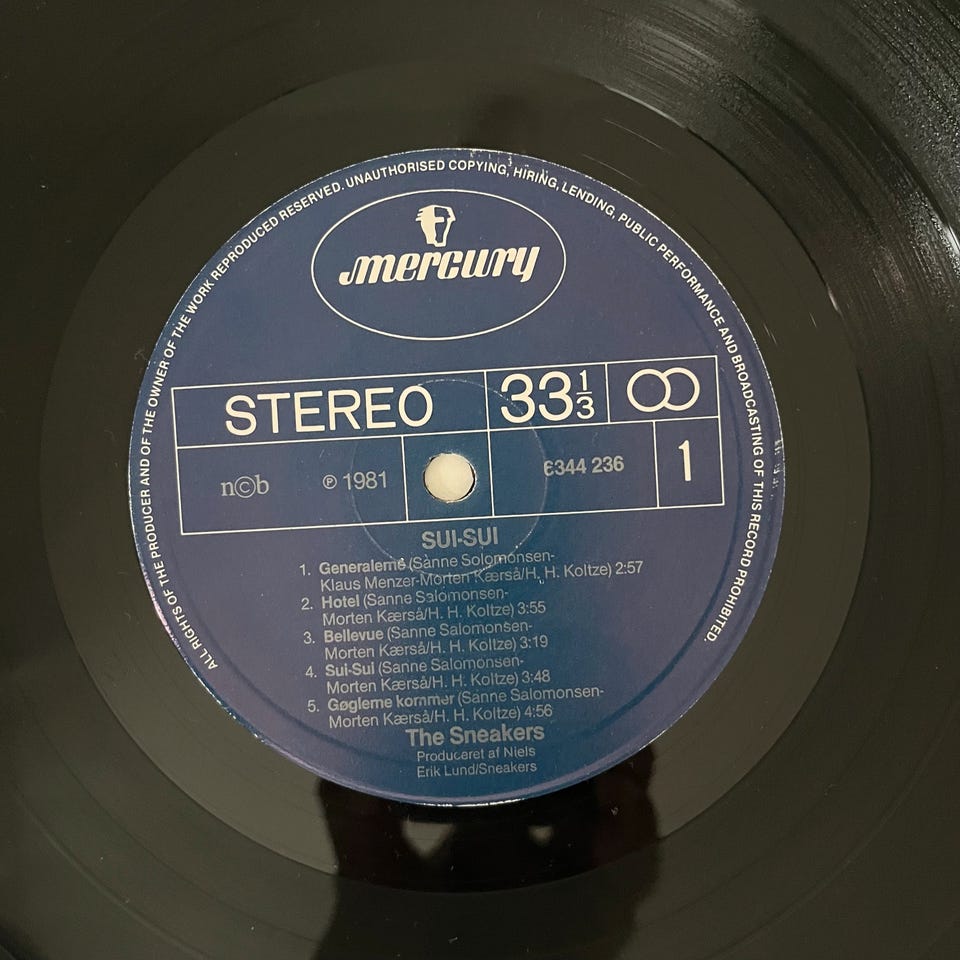 ALL RIGHTS OF THE PRODUCER AND OF THE OWNER OF THE WORK REPRODUCED RESERVED. UNAUTHORISED COPYING, HIRING, LENDING, PUBLIC PERFORMANCE AND BROADCASTING OF THIS RECORD PROHIBITED.
mercury
STEREO 33 1/3
n©b ℗ 1981 6344 236 1
SUI-SUI
1. Generalerne (Sanne Solomonsen-
Klaus Menzer-Morten Kærså/H. H. Koltze) 2:57
2. Hotel (Sanne Salomonsen-
Morten Kærså/H. H. Koltze) 3:55
3. Bellevue (Sanne Salomonsen-
Morten Kærså/H. H. Koltze) 3:19
4. Sui-Sui (Sanne Salomonsen-
Morten Kærså/H. H. Koltze) 3:48
5. Gøglerne kommer (Sanne Salomonsen-
Morten Kærså/H. H. Koltze) 4:56
The Sneakers
Produceret af Niels
Erik Lund/Sneakers